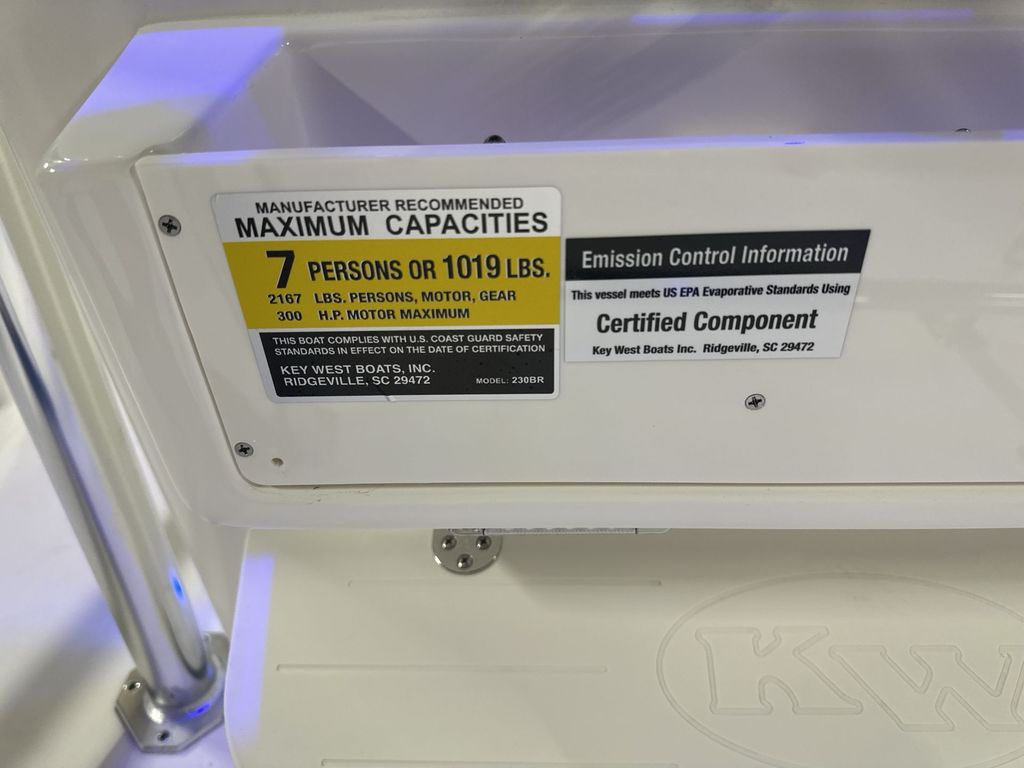 MANUFACTURER RECOMMENDED
MAXIMUM CAPACITIES
7 PERSONS OR 1019 LBS.
2167 LBS. PERSONS, MOTOR, GEAR
300 H.P. MOTOR MAXIMUM
THIS BOAT COMPLIES WITH U.S. COAST GUARD SAFETY
STANDARDS IN EFFECT ON THE DATE OF CERTIFICATION
KEY WEST BOATS, INC.
RIDGEVILLE, SC 29472 MODEL: 230BR
Emission Control Information
This vessel meets US EPA Evaporative Standards Using
Certified Component
Key West Boats Inc. Ridgeville, SC 29472
KW